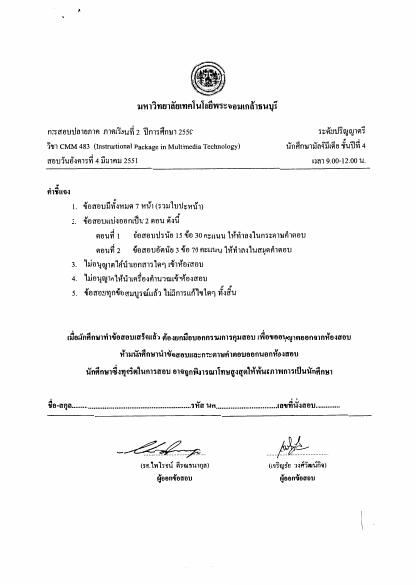 มหาวิทยาลัยเทคโนโลยีพระจอมเกล้าธนบุรี
การสอบปลายภาค ภาคเรียนที่ 2 ปีการศึกษา 2550 ระดับปริญญาตรี
วิชา CMM 483 (Instructional Package in Multimedia Technology) นักศึกษามัลติมีเดีย ชั้นปีที่ 4
สอบวันอังคารที่ 4 มีนาคม 2551 เวลา 9.00-12.00 น.
คำชี้แจง
1. ข้อสอบมีทั้งหมด 7 หน้า (รวมใบปะหน้า)
2. ข้อสอบแบ่งออกเป็น 2 ตอน ดังนี้
ตอนที่ 1 ข้อสอบปรนัย 15 ข้อ 30 คะแนน ให้ทำลงในกระดาษคำตอบ
ตอนที่ 2 ข้อสอบอัตนัย 3 ข้อ 70 คะแนน ให้ทำลงในสมุดคำตอบ
3. ไม่อนุญาตให้นำเอกสารใดๆ เข้าห้องสอบ
4. ไม่อนุญาตให้นำเครื่องคำนวณเข้าห้องสอบ
5. ข้อสอบทุกข้อสมบูรณ์แล้ว ไม่มีการแก้ไขใดๆ ทั้งสิ้น
เมื่อนักศึกษาทำข้อสอบเสร็จแล้ว ต้องยกมือบอกกรรมการคุมสอบ เพื่อขออนุญาตออกจากห้องสอบ
ห้ามนักศึกษานำข้อสอบและกระดาษคำตอบออกนอกห้องสอบ
นักศึกษาซึ่งทุจริตในการสอบ อาจถูกพิจารณาโทษสูงสุดให้พ้นสภาพการเป็นนักศึกษา
ชื่อ-สกุล..............................รหัส นศ......................เลขที่นั่งสอบ.............
(รศ.ไพโรจน์ ตีรณธนากุล) (เจริญชัย วงศ์วัฒน์กิจ)
ผู้ออกข้อสอบ ผู้ออกข้อสอบ